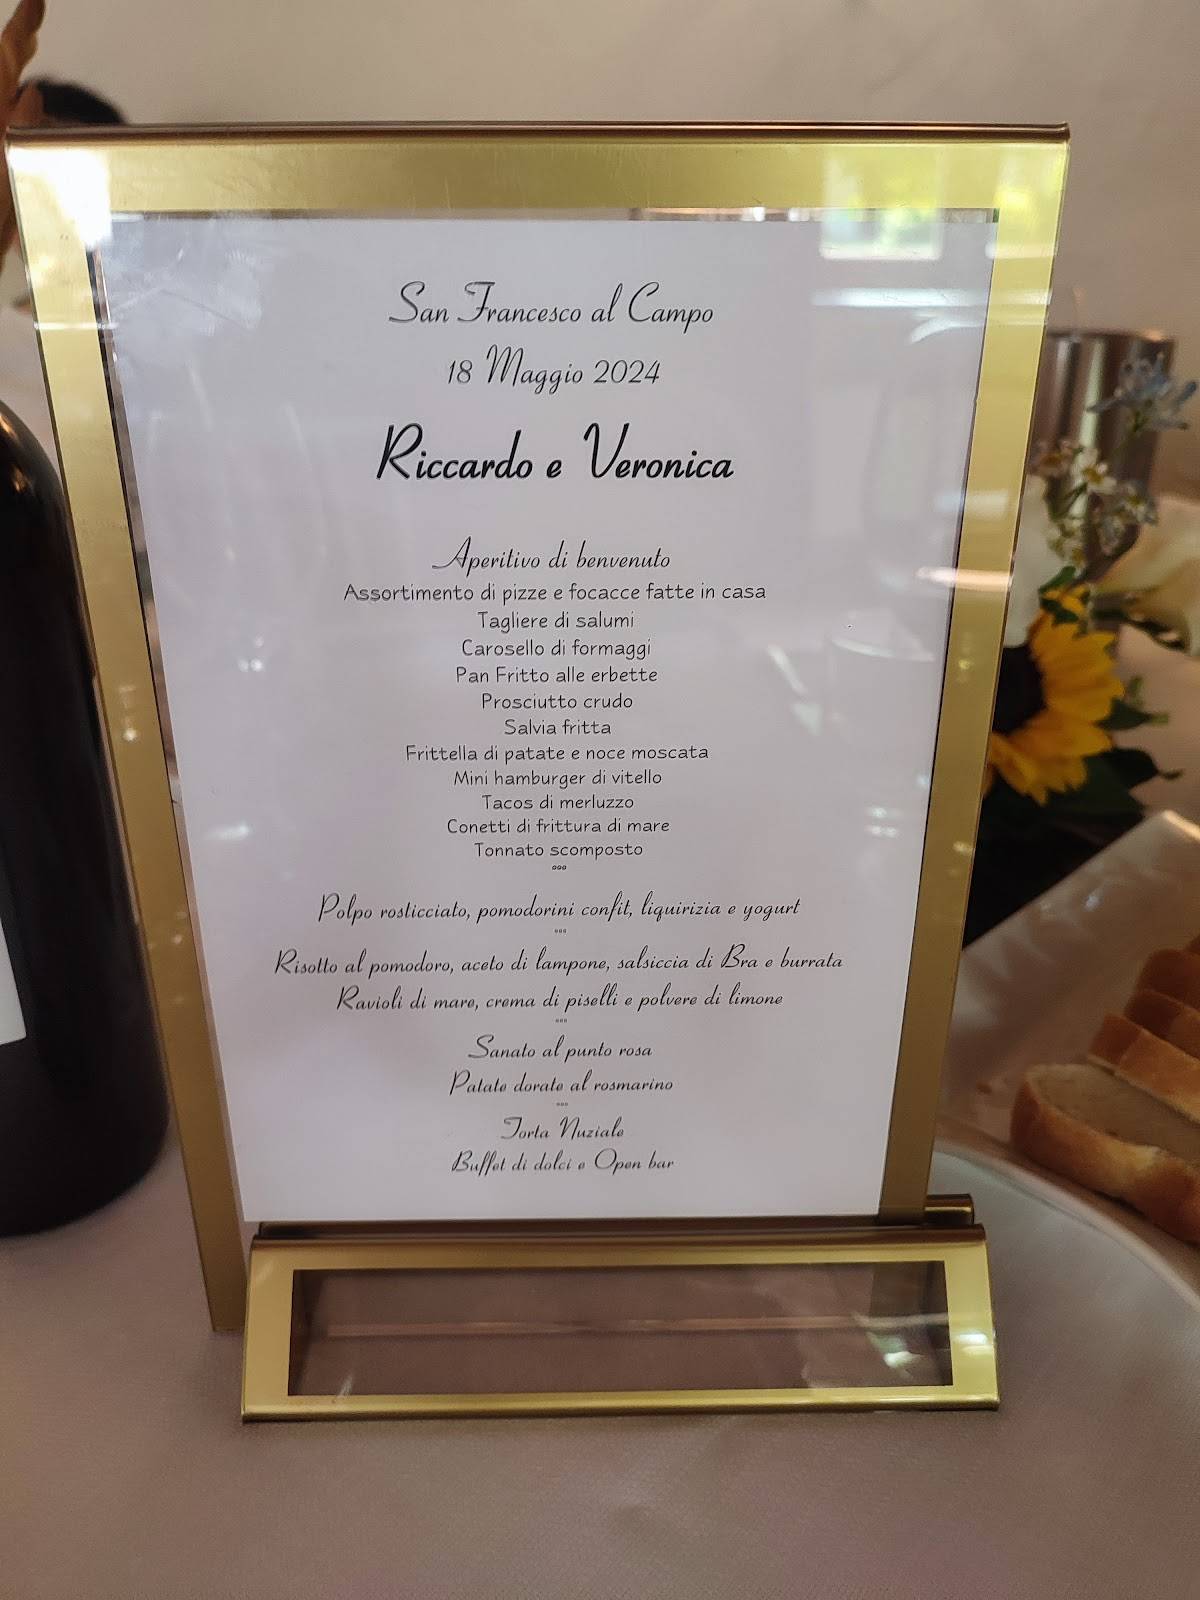 San Francesco al Campo
18 Maggio 2024
Riccardo e Veronica
Aperitivo di benvenuto
Assortimento di pizze e focacce fatte in casa
Tagliere di salumi
Carosello di formaggi
Pan Fritto alle erbette
Prosciutto crudo
Salvia fritta
Frittella di patate e noce moscata
Mini hamburger di vitello
Tacos di merluzzo
Conetti di frittura di mare
Tonnato scomposto
°°°
Polpo rosticciato, pomodorini confit, liquirizia e yogurt
°°°
Risotto al pomodoro, aceto di lampone, salsiccia di Bra e burrata
Ravioli di mare, crema di piselli e polvere di limone
°°°
Sanato al punto rosa
Patate dorate al rosmarino
°°°
Torta Nuziale
Buffet di dolci e Open bar